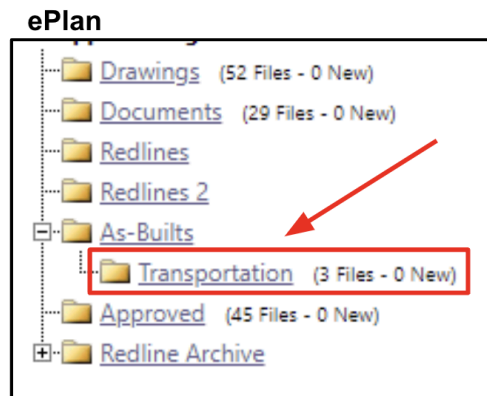 ePlan
Drawings (52 Files - 0 New)
Documents (29 Files - 0 New)
Redlines
Redlines 2
As-Builts
Transportation (3 Files - 0 New)
Approved (45 Files - 0 New)
Redline Archive